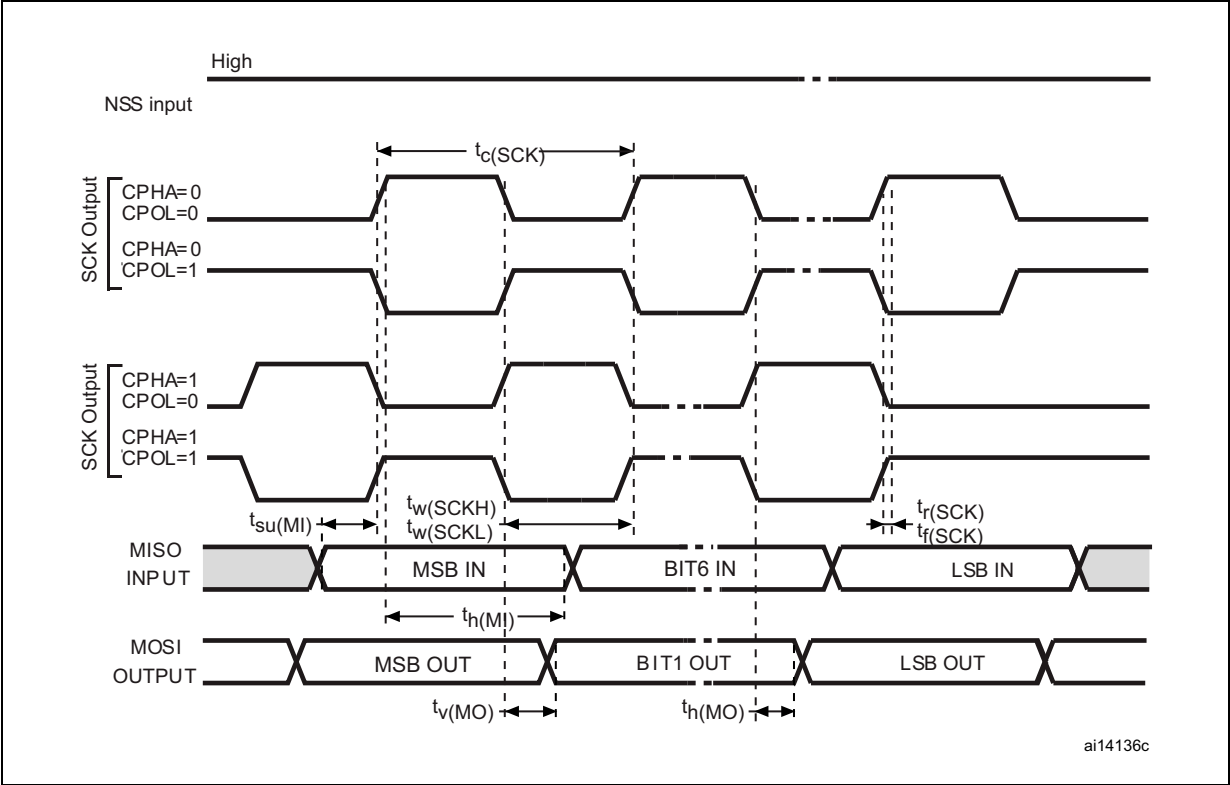 High
NSS input
tc(SCK)
SCK Output
CPHA=0
CPOL=0
CPHA=0
CPOL=1
SCK Output
CPHA=1
CPOL=0
CPHA=1
CPOL=1
tsu(MI)
tw(SCKH)
tw(SCKL)
tr(SCK)
tf(SCK)
MISO
INPUT
MSB IN
BIT6 IN
LSB IN
th(MI)
MOSI
OUTPUT
MSB OUT
BIT1 OUT
LSB OUT
tv(MO)
th(MO)
ai14136c